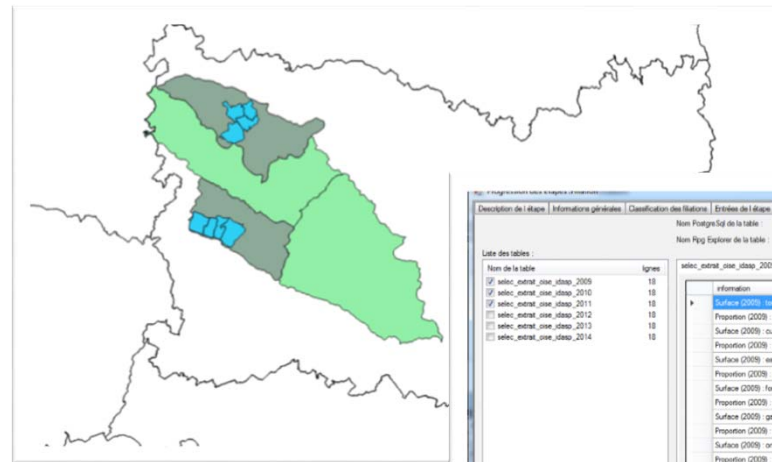 Progression des étapes :Filiation
Description de l étape | Informations générales | Classification des filiations | Entrées de l étape
Nom PostgreSql de la table :
Nom Rpg Explorer de la table :
Liste des tables :
Nom de la table lignes
selec_extrait_oise_idasp_2009 18
selec_extrait_oise_idasp_2010 18
selec_extrait_oise_idasp_2011 18
selec_extrait_oise_idasp_2012 18
selec_extrait_oise_idasp_2013 18
selec_extrait_oise_idasp_2014 18
selec_extrait_oise_idasp_200
information
Surface (2009) :
Proportion (2009) :
Surface (2009) : cu
Proportion (2009) :
Surface (2009) :
Proportion (2009) :
Surface (2009) : fo
Proportion (2009) :
Surface (2009) :
Proportion (2009) :
Surface (2009) :
Proportion (2009)